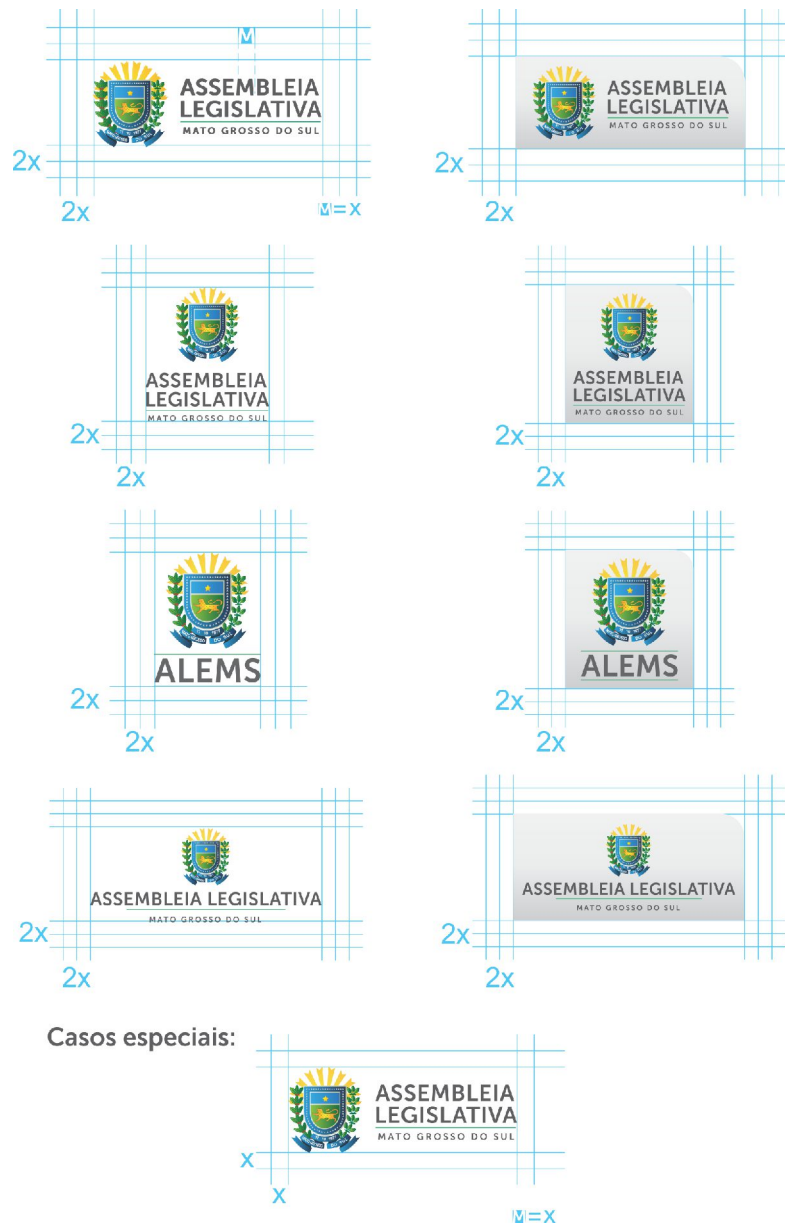 M
ASSEMBLEIA
LEGISLATIVA
MATO GROSSO DO SUL
2x
2x
M=x
ASSEMBLEIA
LEGISLATIVA
MATO GROSSO DO SUL
2x
2x
ASSEMBLEIA
LEGISLATIVA
MATO GROSSO DO SUL
2x
2x
ASSEMBLEIA
LEGISLATIVA
MATO GROSSO DO SUL
2x
2x
ALEMS
2x
2x
ALEMS
2x
2x
ASSEMBLEIA LEGISLATIVA
MATO GROSSO DO SUL
2x
2x
ASSEMBLEIA LEGISLATIVA
MATO GROSSO DO SUL
2x
2x
Casos especiais:
ASSEMBLEIA
LEGISLATIVA
MATO GROSSO DO SUL
x
x
M=x